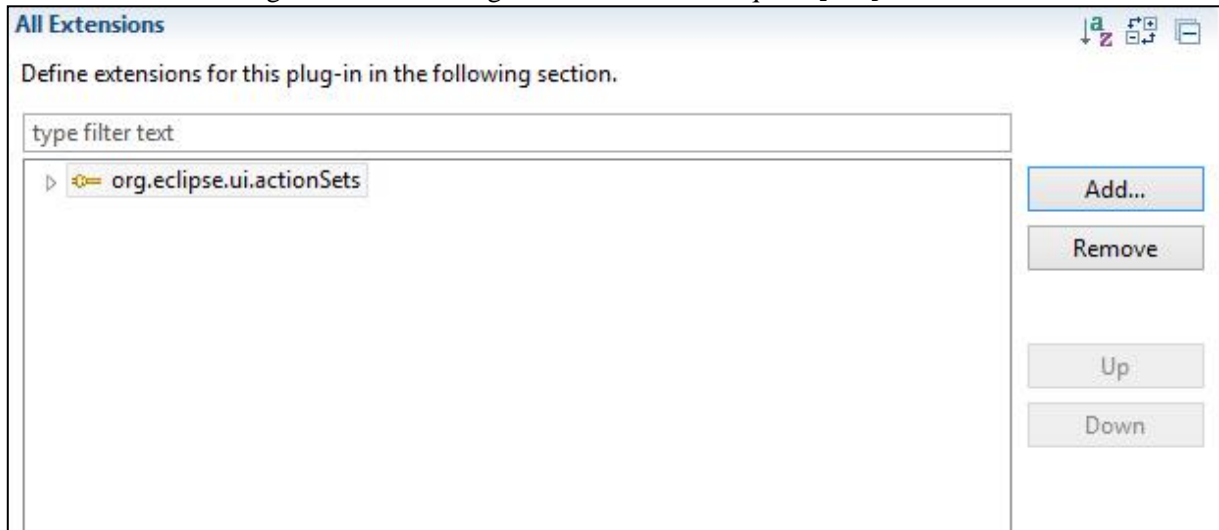 All Extensions
Define extensions for this plug-in in the following section.
type filter text
org.eclipse.ui.actionSets
Add...
Remove
Up
Down